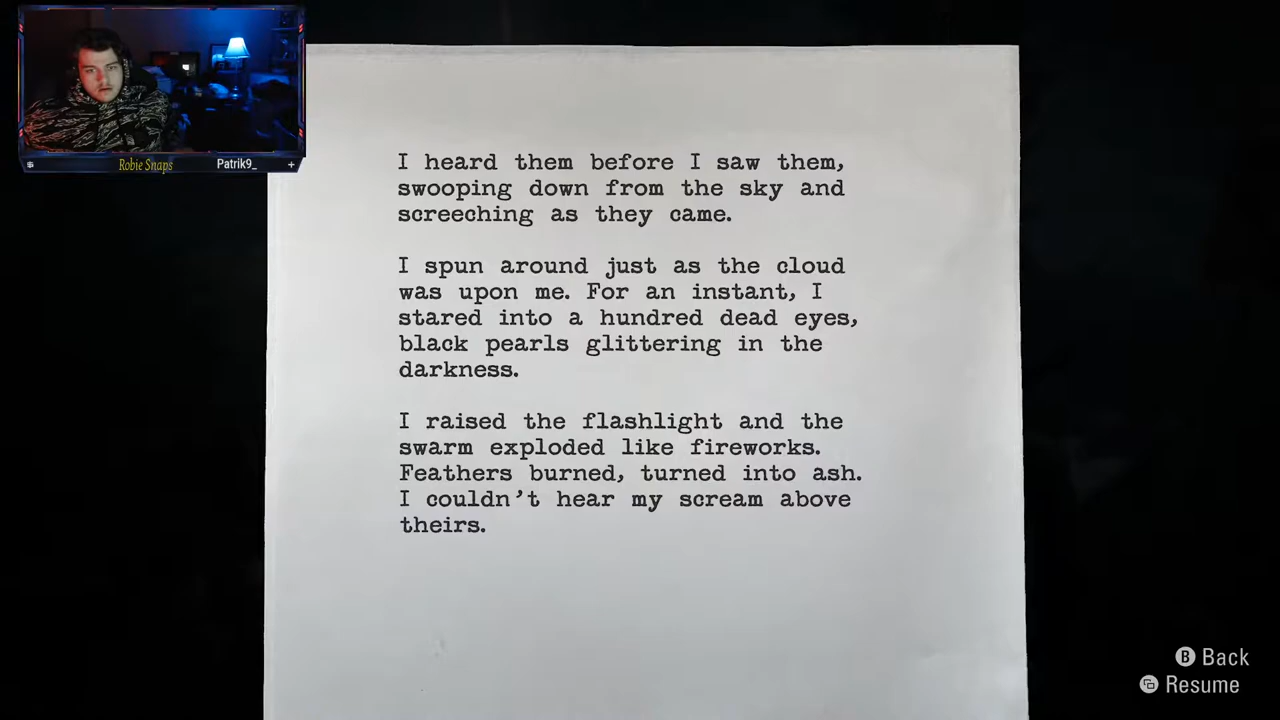 Robie Snaps
Patrik9_
I heard them before I saw them,
swooping down from the sky and
screeching as they came.
I spun around just as the cloud
was upon me. For an instant, I
stared into a hundred dead eyes,
black pearls glittering in the
darkness.
I raised the flashlight and the
swarm exploded like fireworks.
Feathers burned, turned into ash.
I couldn't hear my scream above
theirs.
B Back
Resume